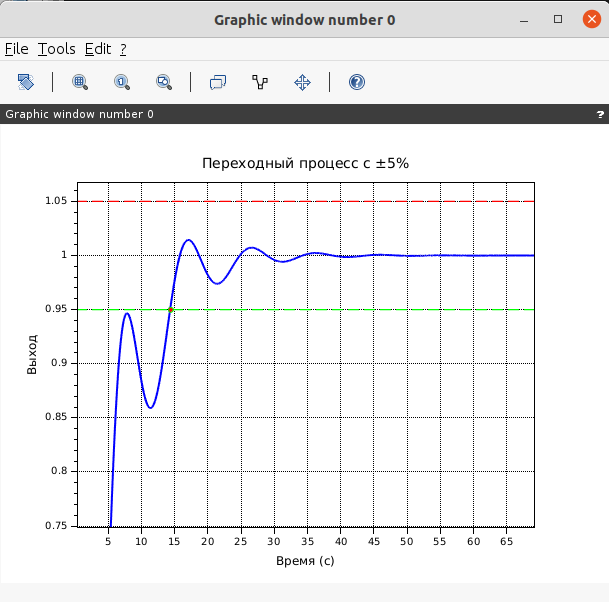 Graphic window number 0
File Tools Edit ?
Graphic window number 0 ?
Переходный процесс с ±5%
1.05
1
0.95
0.9
0.85
0.8
0.75
Выход
5 10 15 20 25 30 35 40 45 50 55 60 65
Время (с)